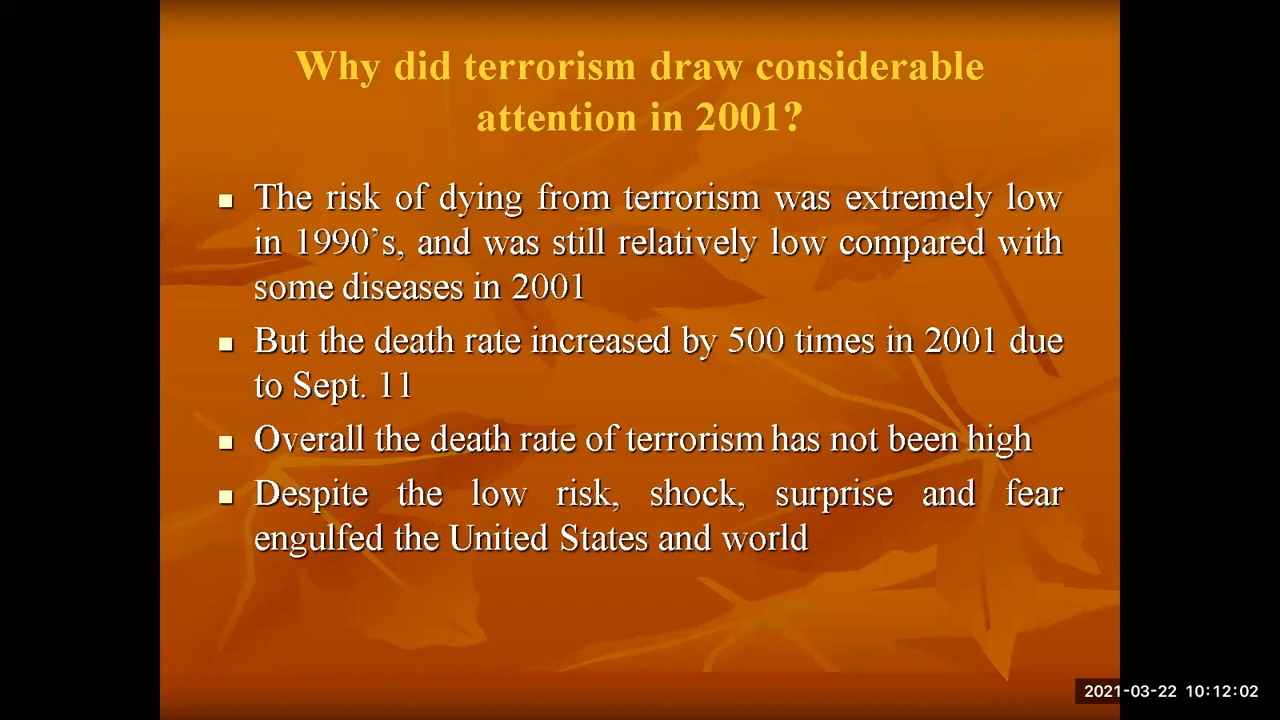 Why did terrorism draw considerable
attention in 2001?
The risk of dying from terrorism was extremely low
in 1990's, and was still relatively low compared with
some diseases in 2001
But the death rate increased by 500 times in 2001 due
to Sept. 11
Overall the death rate of terrorism has not been high
Despite the low risk, shock, surprise and fear
engulfed the United States and world
2021-03-22 10:12:02